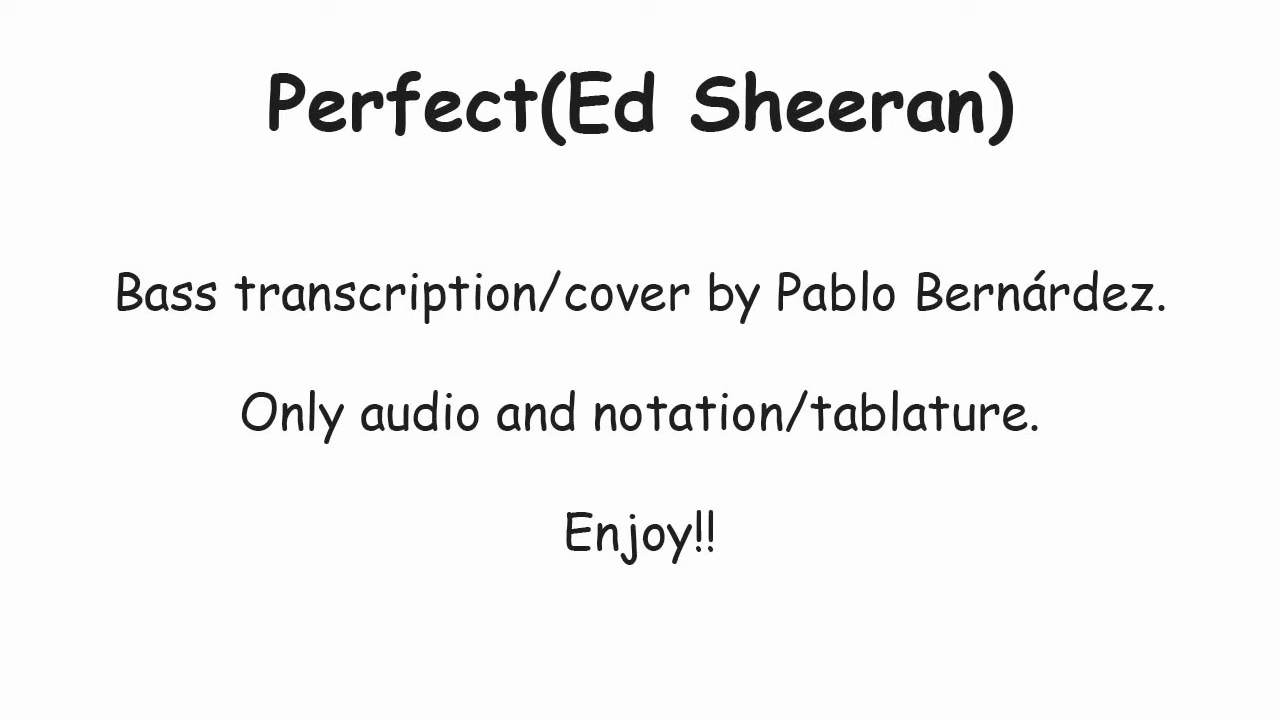 Perfect(Ed Sheeran)
Bass transcription/cover by Pablo Bernárdez.
Only audio and notation/tablature.
Enjoy!!